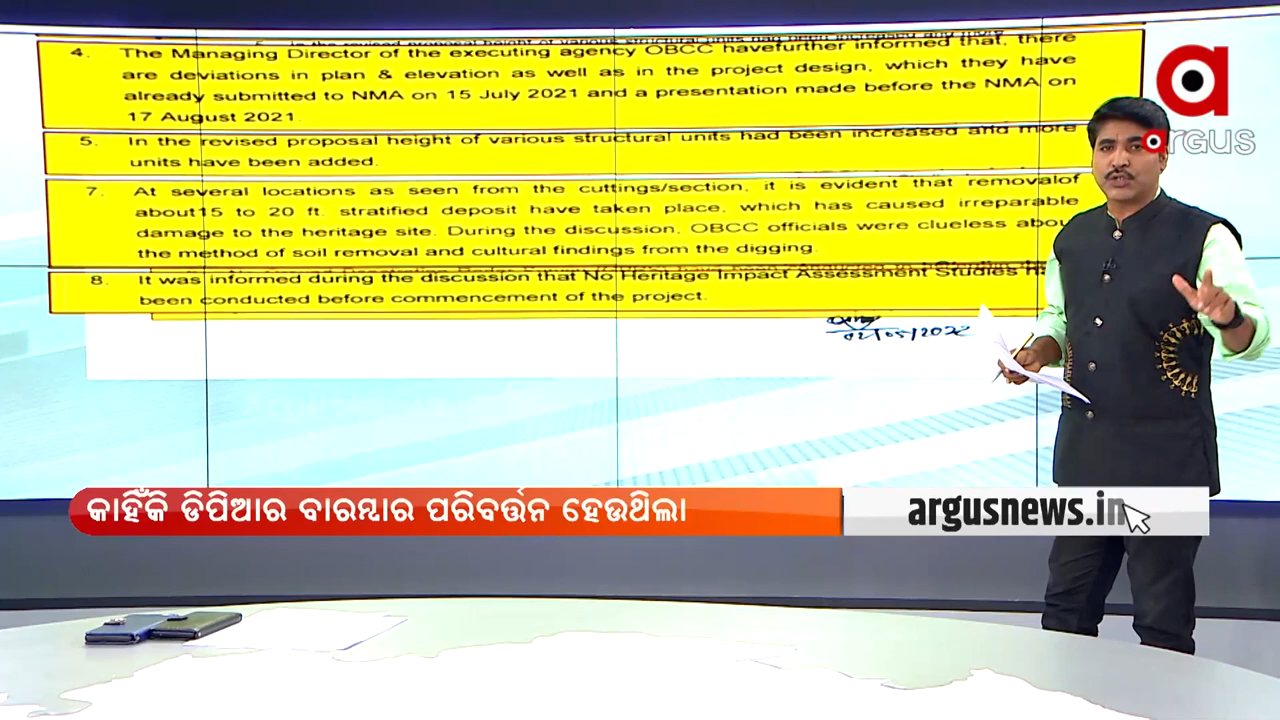 4. The Managing Director of the executing agency OBCC havefurther informed that, there
are deviations in plan & elevation as well as in the project design, which they have
already submitted to NMA on 15 July 2021 and a presentation made before the NMA on
17 August 2021.
5. In the revised proposal height of various structural units had been increased and more
units have been added.
7. At several locations as seen from the cuttings/section, it is evident that removalof
about15 to 20 ft. stratified deposit have taken place, which has caused irreparable
damage to the heritage site. During the discussion, OBCC officials were clueless about
the method of soil removal and cultural findings from the digging.
8. It was informed during the discussion that No Heritage Impact Assessment Studies
been conducted before commencement of the project.
02/05/2022
argus
କାହିଁକି ଡିପିଆର ବାରମ୍ବାର ପରିବର୍ତ୍ତନ ହେଉଥିଲା
argusnews.in